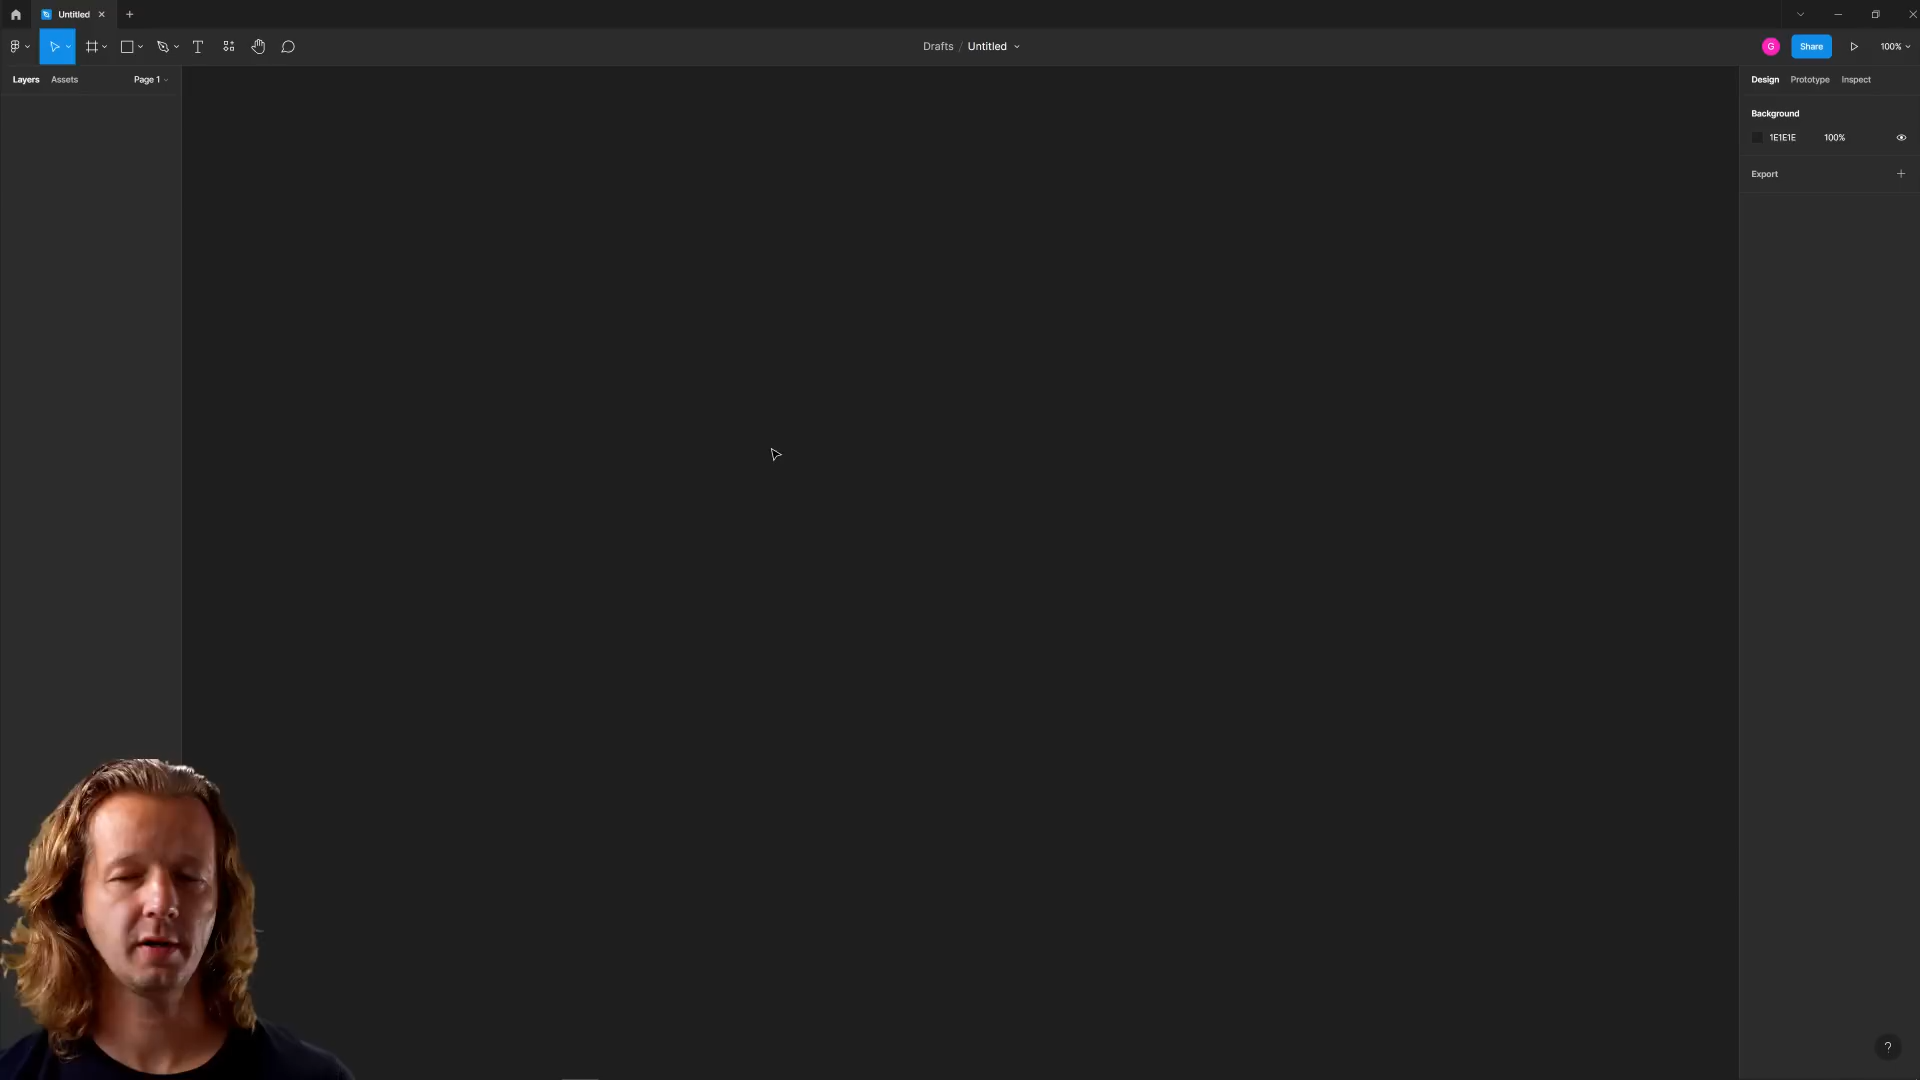 Untitled
Drafts / Untitled
G
Share
100%
Layers Assets Page 1
Design Prototype Inspect
Background
1E1E1E 100%
Export
?